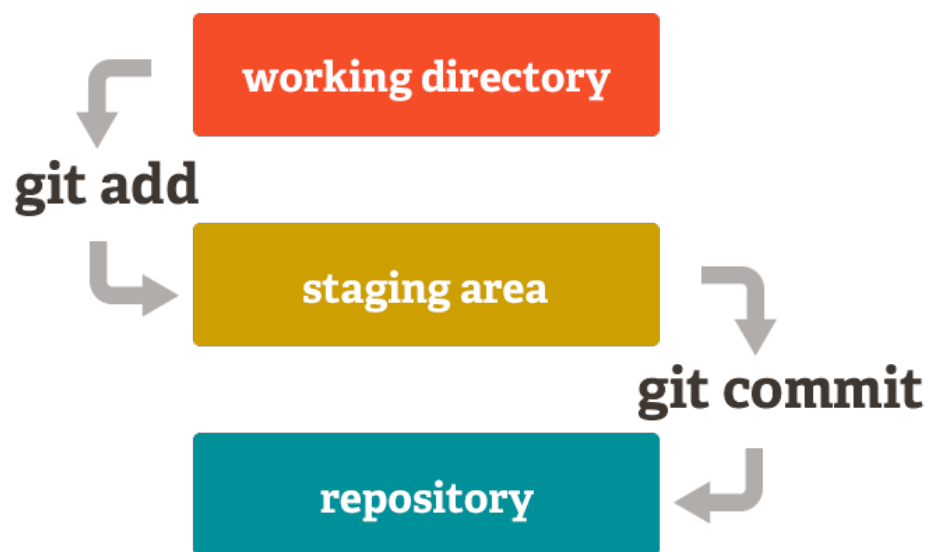 working directory
git add
staging area
git commit
repository